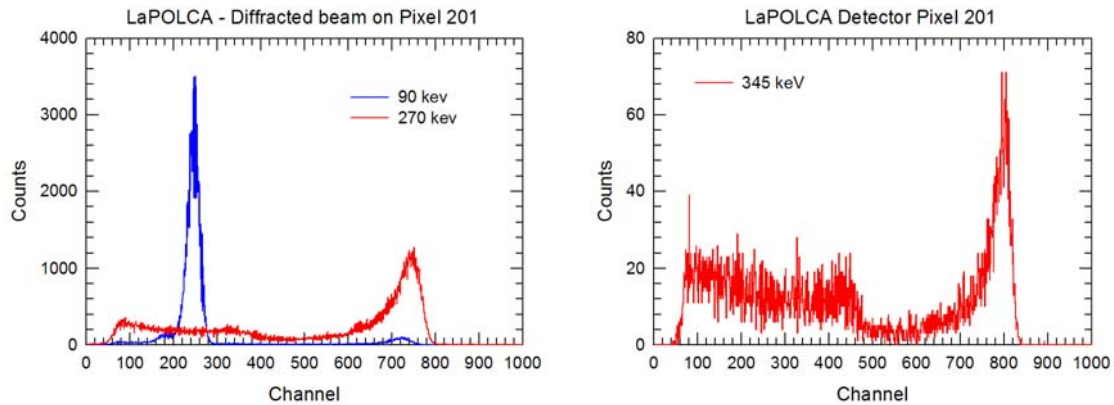 LaPOLCA - Diffracted beam on Pixel 201
4000
3000
2000
1000
0
Counts
90 kev
270 kev
0 100 200 300 400 500 600 700 800 900 1000
Channel
LaPOLCA Detector Pixel 201
80
60
40
20
0
Counts
345 keV
0 100 200 300 400 500 600 700 800 900 1000
Channel